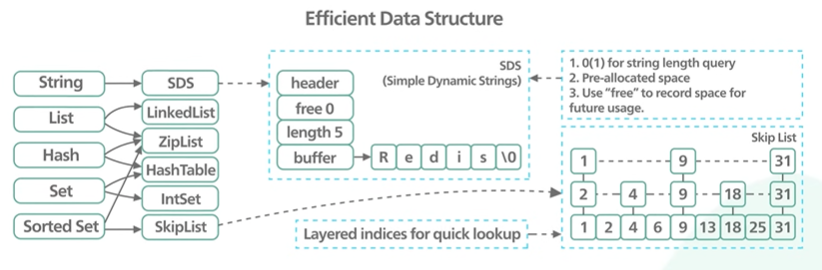 Efficient Data Structure
String
List
Hash
Set
Sorted Set
SDS
LinkedList
ZipList
HashTable
IntSet
SkipList
SDS
(Simple Dynamic Strings)
header
free 0
length 5
buffer
R e d i s \0
1. 0(1) for string length query
2. Pre-allocated space
3. Use "free" to record space for
future usage.
Skip List
1 9 31
2 4 9 18 31
1 2 4 6 9 13 18 25 31
Layered indices for quick lookup